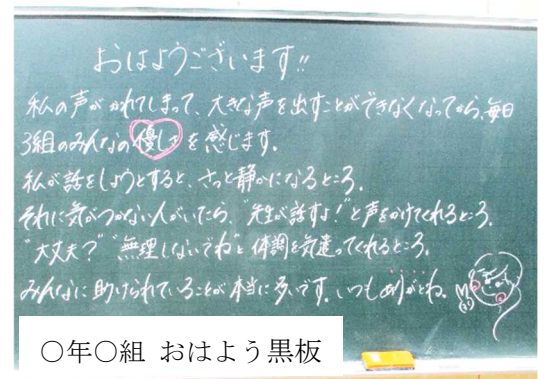 おはようございます!!
私の声がかれてしまって、大きな声を出すことができなくなってから、毎日
3組のみんなの優しさを感じます。
私が話をしようとすると、さっと静かになるところ。
それに気がつかない人がいたら、"先生が話すよ!"と声をかけてくれるところ。
"大丈夫?""無理しないでね"と体調を気遣ってくれるところ。
みんなに助けられていることが本当に多いです。いつもありがとね。
〇年〇組 おはよう黒板